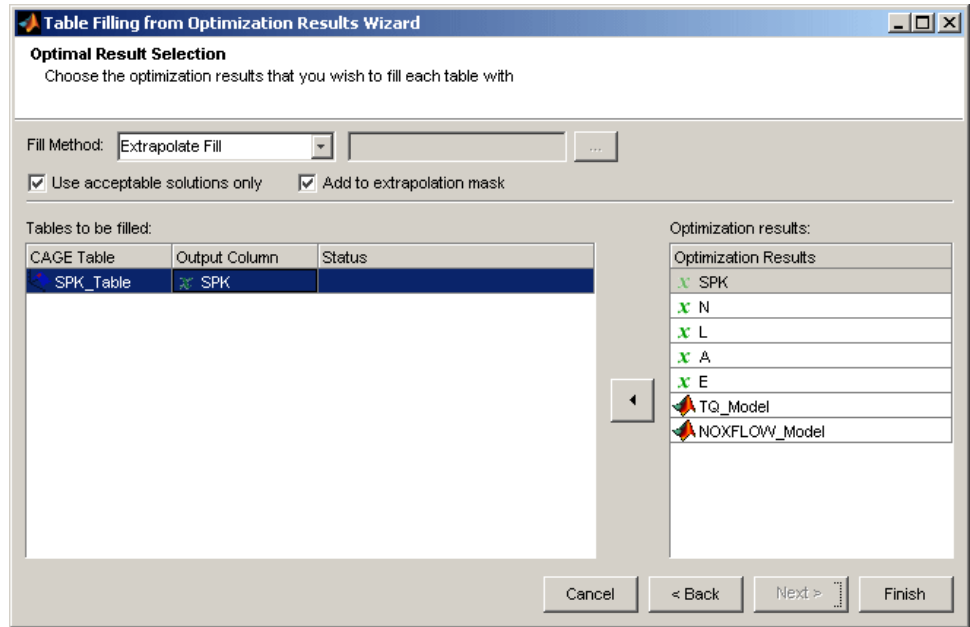 Table Filling from Optimization Results Wizard
Optimal Result Selection
Choose the optimization results that you wish to fill each table with
Fill Method: Extrapolate Fill ...
Use acceptable solutions only Add to extrapolation mask
Tables to be filled: Optimization results:
CAGE Table Output Column Status Optimization Results
SPK_Table x SPK x SPK
x N
x L
x A
x E
TQ_Model
NOXFLOW_Model
Cancel < Back Next > Finish